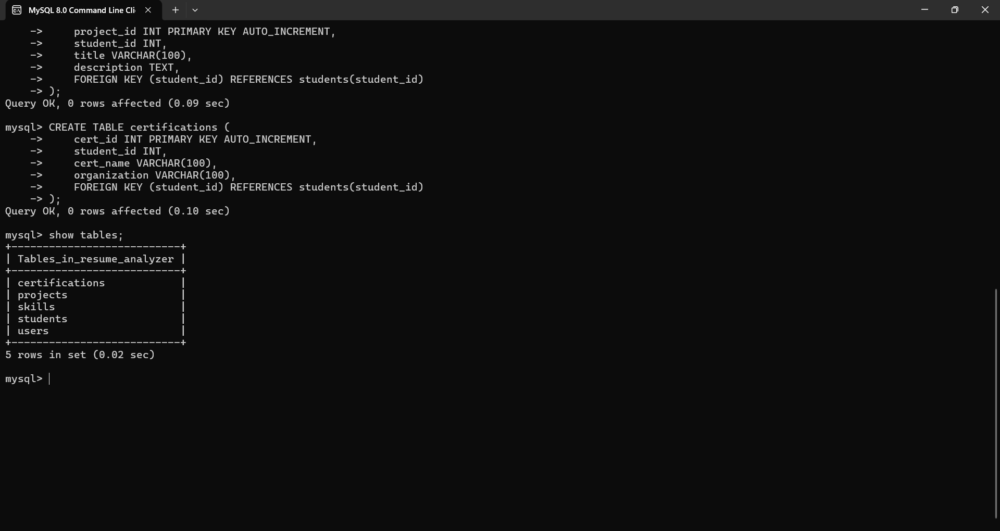 MySQL 8.0 Command Line Cli
    ->     project_id INT PRIMARY KEY AUTO_INCREMENT,
    ->     student_id INT,
    ->     title VARCHAR(100),
    ->     description TEXT,
    ->     FOREIGN KEY (student_id) REFERENCES students(student_id)
    -> );
Query OK, 0 rows affected (0.09 sec)

mysql> CREATE TABLE certifications (
    ->     cert_id INT PRIMARY KEY AUTO_INCREMENT,
    ->     student_id INT,
    ->     cert_name VARCHAR(100),
    ->     organization VARCHAR(100),
    ->     FOREIGN KEY (student_id) REFERENCES students(student_id)
    -> );
Query OK, 0 rows affected (0.10 sec)

mysql> show tables;
+---------------------------+
| Tables_in_resume_analyzer |
+---------------------------+
| certifications            |
| projects                  |
| skills                    |
| students                  |
| users                     |
+---------------------------+
5 rows in set (0.02 sec)

mysql>